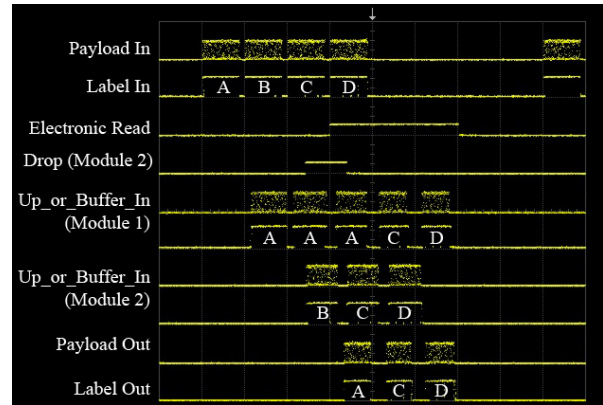 Payload In
Label In
A B C D
Electronic Read
Drop (Module 2)
Up_or_Buffer_In
(Module 1)
A A A C D
Up_or_Buffer_In
(Module 2)
B C D
Payload Out
Label Out
A C D